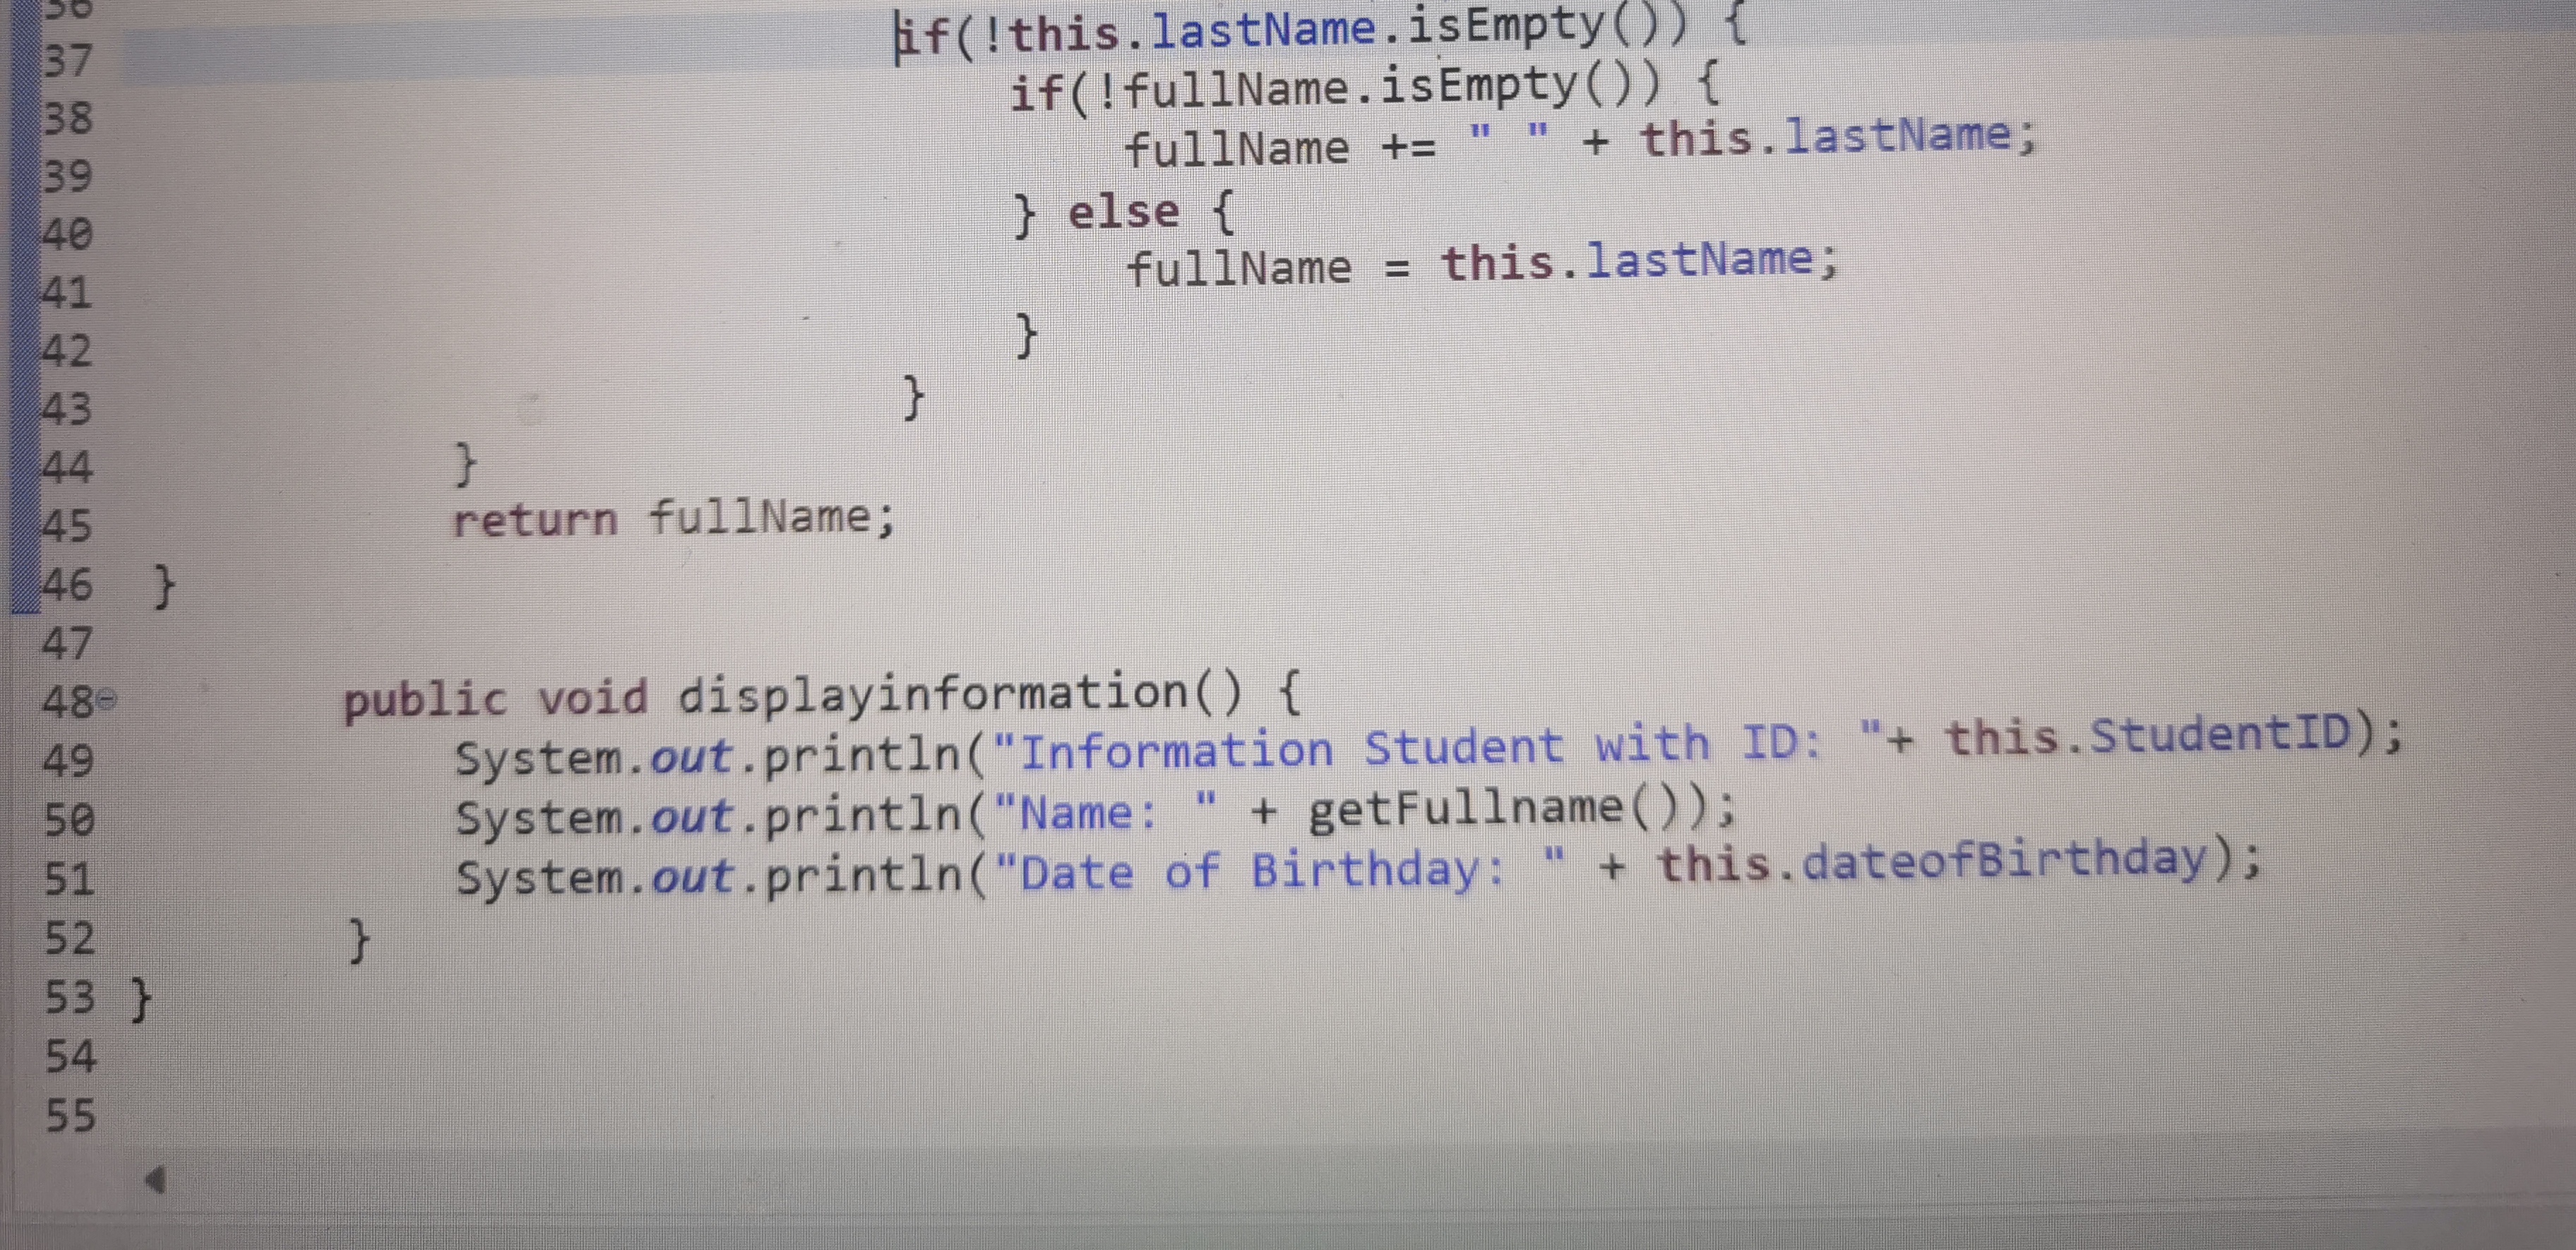 36
37 if(!this.lastName.isEmpty()) {
38 if(!fullName.isEmpty()) {
39 fullName += " " + this.lastName;
40 } else {
41 fullName = this.lastName;
42 }
43 }
44 }
45 return fullName;
46 }
47
48 public void displayinformation() {
49 System.out.println("Information Student with ID: "+ this.StudentID);
50 System.out.println("Name: " + getFullname());
51 System.out.println("Date of Birthday: " + this.dateofBirthday);
52 }
53 }
54
55